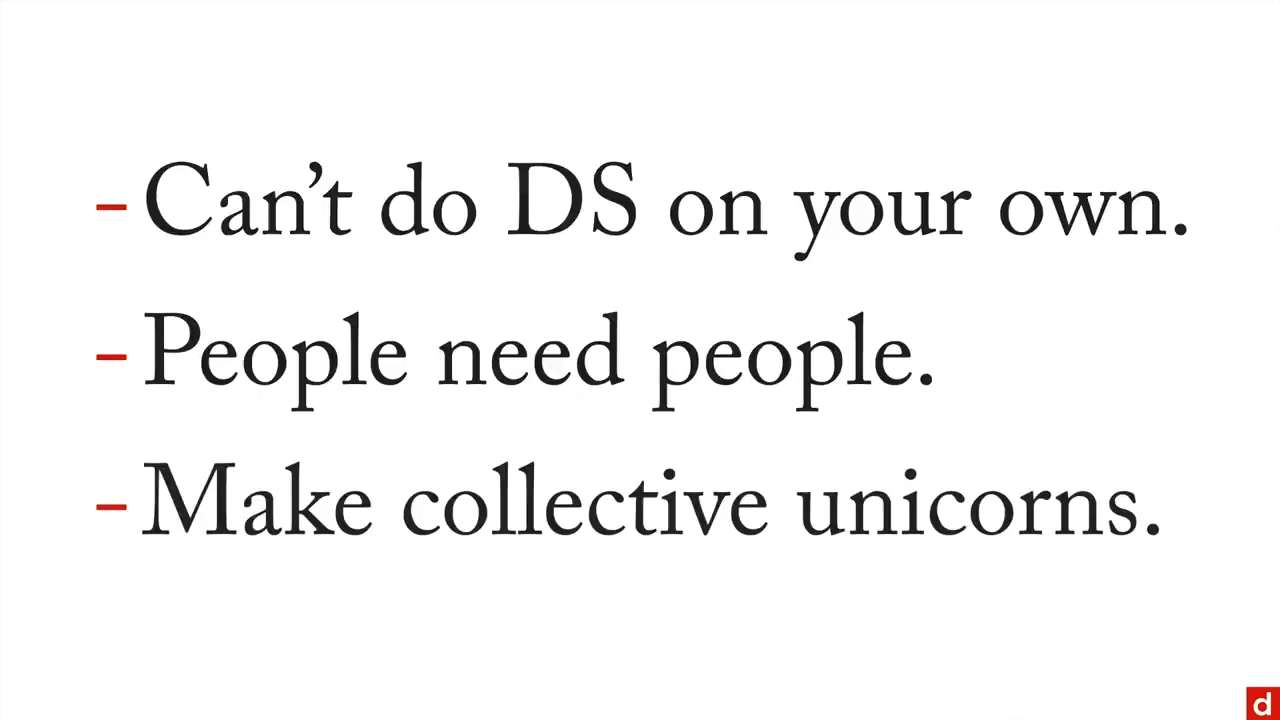 - Can’t do DS on your own.
- People need people.
- Make collective unicorns.
d